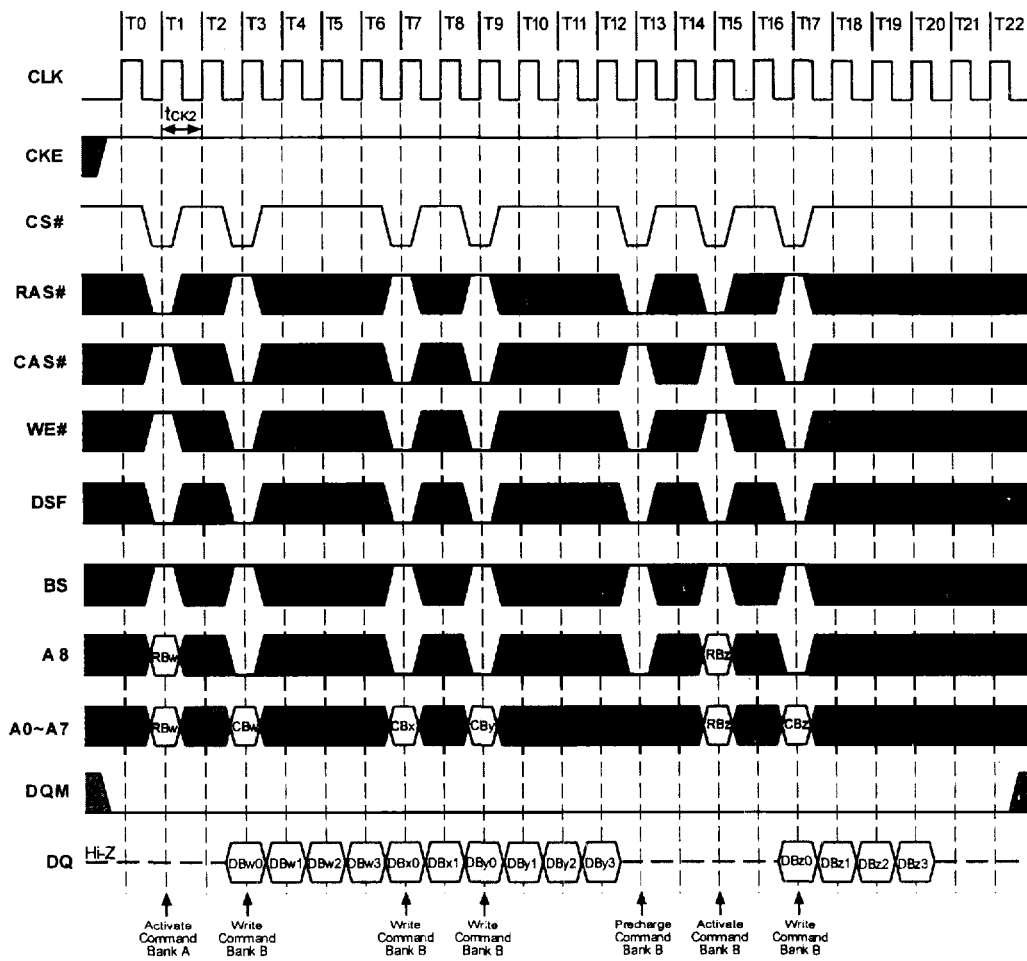 T0 T1 T2 T3 T4 T5 T6 T7 T8 T9 T10 T11 T12 T13 T14 T15 T16 T17 T18 T19 T20 T21 T22
CLK
tCK2
CKE
CS#
RAS#
CAS#
WE#
DSF
BS
A8 RBw RBz
A0~A7 RBw CBw CBx CBy RBz CBz
DQM
DQ Hi-Z DBw0 DBw1 DBw2 DBw3 DBx0 DBx1 DBy0 DBy1 DBy2 DBy3 DBz0 DBz1 DBz2 DBz3
Activate Command Bank A
Write Command Bank B
Write Command Bank B
Write Command Bank B
Precharge Command Bank B
Activate Command Bank B
Write Command Bank B